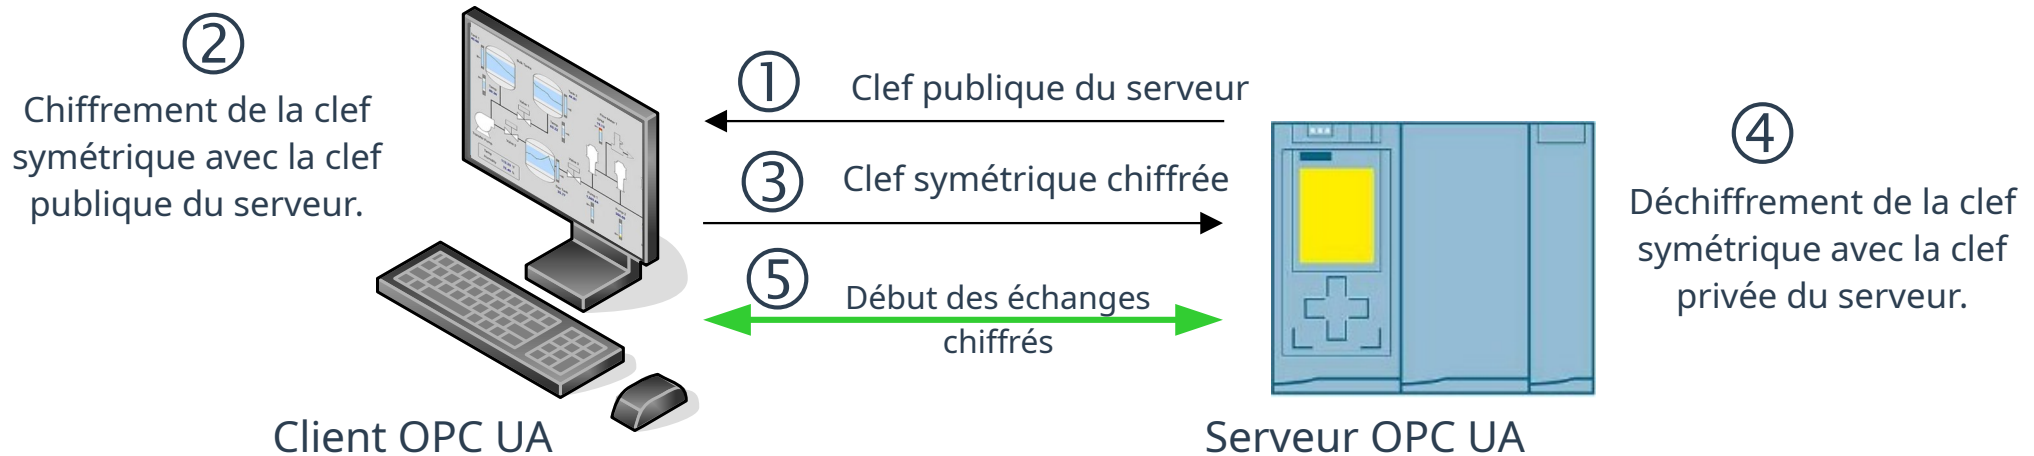 ②
Chiffrement de la clef
symétrique avec la clef
publique du serveur.
① Clef publique du serveur
③ Clef symétrique chiffrée
⑤ Début des échanges
chiffrés
④
Déchiffrement de la clef
symétrique avec la clef
privée du serveur.
Client OPC UA
Serveur OPC UA